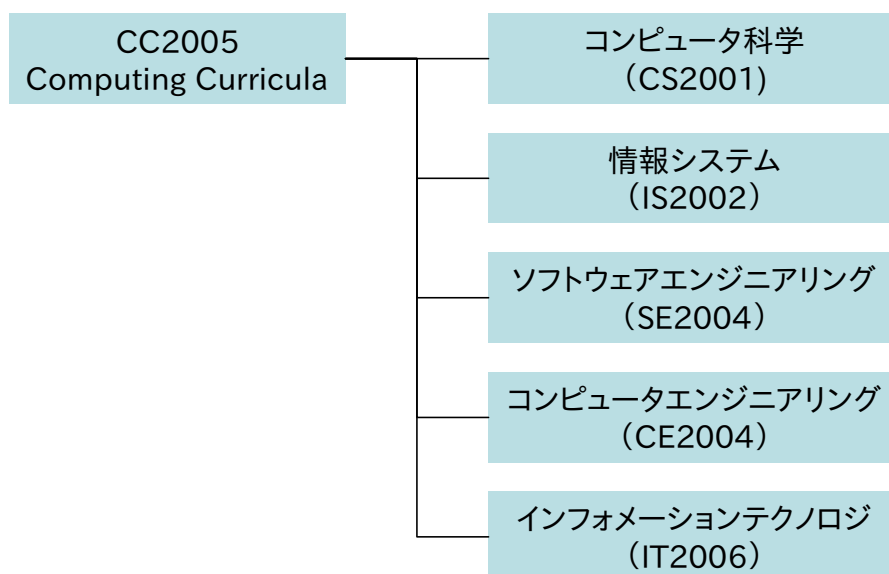 CC2005
Computing Curricula
コンピュータ科学
（CS2001)
情報システム
（IS2002）
ソフトウェアエンジニアリング
（SE2004）
コンピュータエンジニアリング
（CE2004）
インフォメーションテクノロジ
（IT2006）